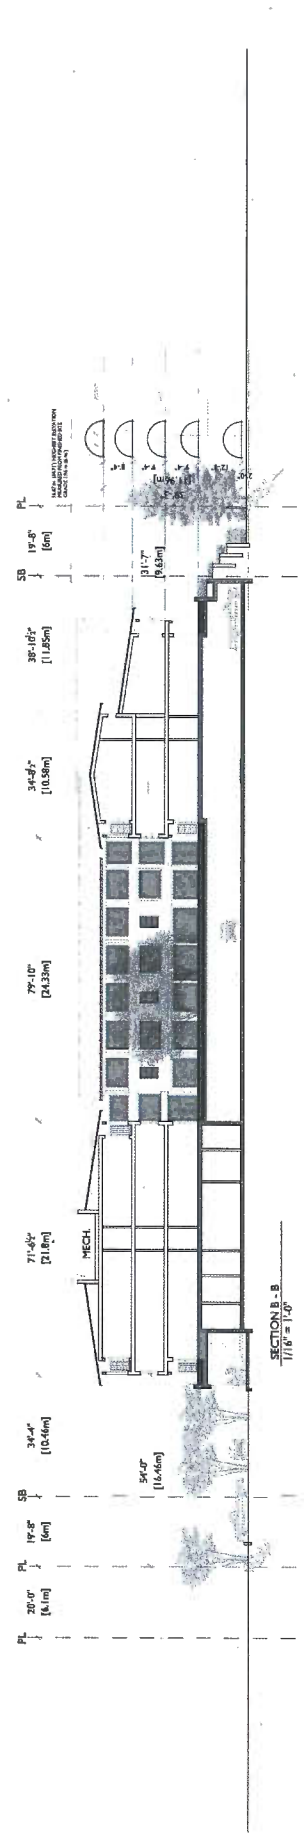 PL
20'-0"
[6.1m]
PL
19'-8"
[6m]
SB
34'-4"
[10.46m]
71'-6½"
[21.8m]
79'-10"
[24.33m]
34'-8½"
[10.58m]
38'-10½"
[11.85m]
SB
19'-8"
[6m]
PL
54'-0"
[16.46m]
MECH.
31'-7"
[9.63m]
SECTION B - B
1/16" = 1'-0"